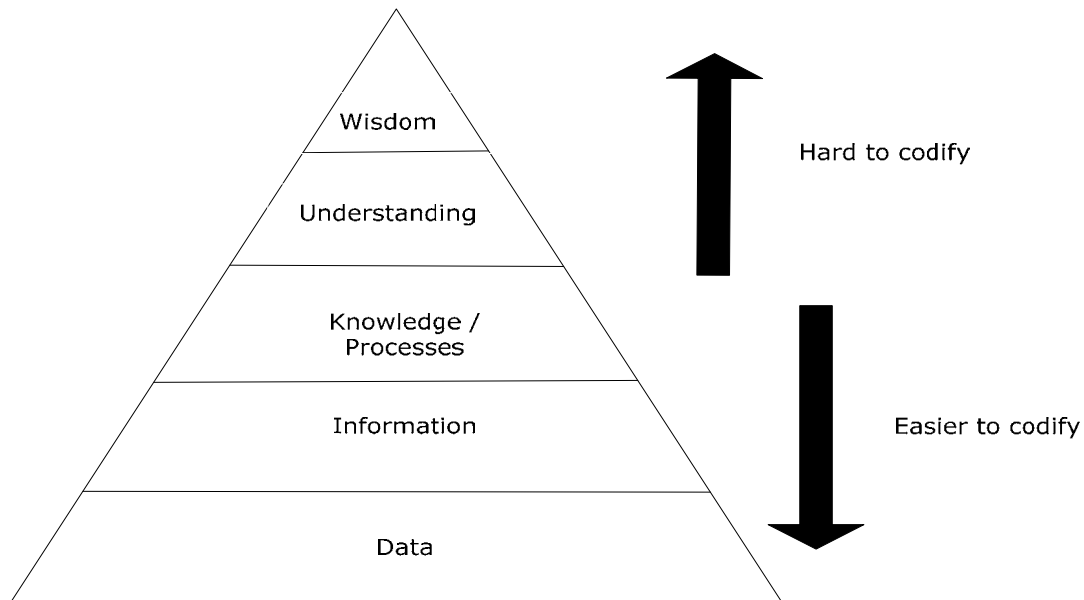 Wisdom
Hard to codify
Understanding
Knowledge /
Processes
Information
Easier to codify
Data